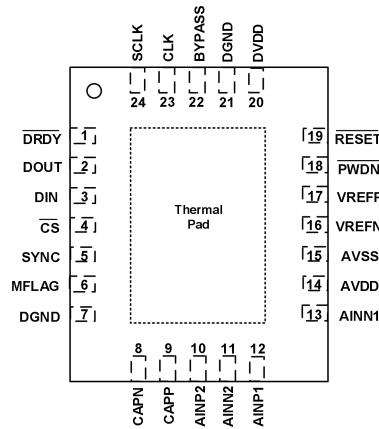 SCLK
CLK
BYPASS
DGND
DVDD
24
23
22
21
20
DRDY 1
DOUT 2
DIN 3
CS 4
SYNC 5
MFLAG 6
DGND 7
Thermal
Pad
19 RESET
18 PWDN
17 VREFP
16 VREFN
15 AVSS
14 AVDD
13 AINN1
8
9
10
11
12
CAPN
CAPP
AINP2
AINN2
AINP1